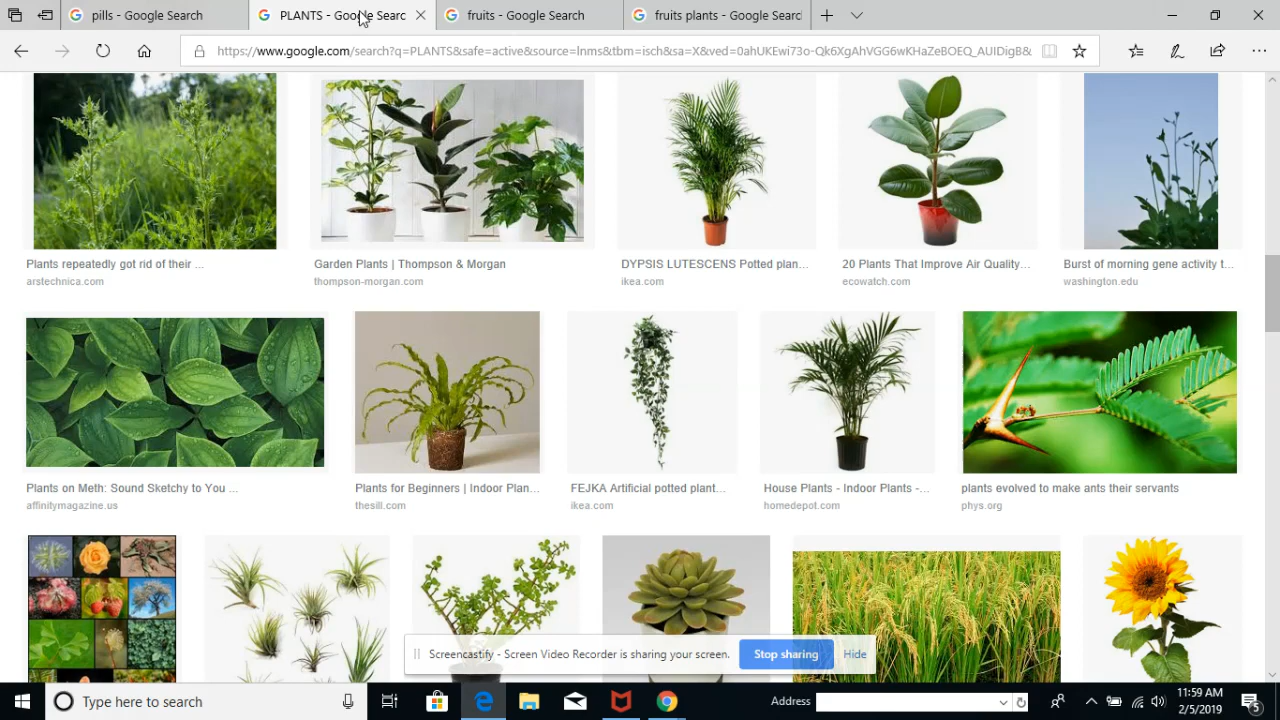 pills - Google Search
PLANTS - Google Searc
fruits - Google Search
fruits plants - Google Search
https://www.google.com/search?q=PLANTS&safe=active&source=lnms&tbm=isch&sa=X&ved=0ahUKEwi73o-Qk6XgAhVGG6wKHaZeBOEQ_AUIDigB&
Plants repeatedly got rid of their ...
arstechnica.com
Garden Plants | Thompson & Morgan
thompson-morgan.com
DYPSIS LUTESCENS Potted plan...
ikea.com
20 Plants That Improve Air Quality...
ecowatch.com
Burst of morning gene activity t...
washington.edu
Plants on Meth: Sound Sketchy to You ...
affinitymagazine.us
Plants for Beginners | Indoor Plan...
thesill.com
FEJKA Artificial potted plant...
ikea.com
House Plants - Indoor Plants -...
homedepot.com
plants evolved to make ants their servants
phys.org
Screencastify - Screen Video Recorder is sharing your screen.
Stop sharing
Hide
Type here to search
Address
11:59 AM
2/5/2019
5